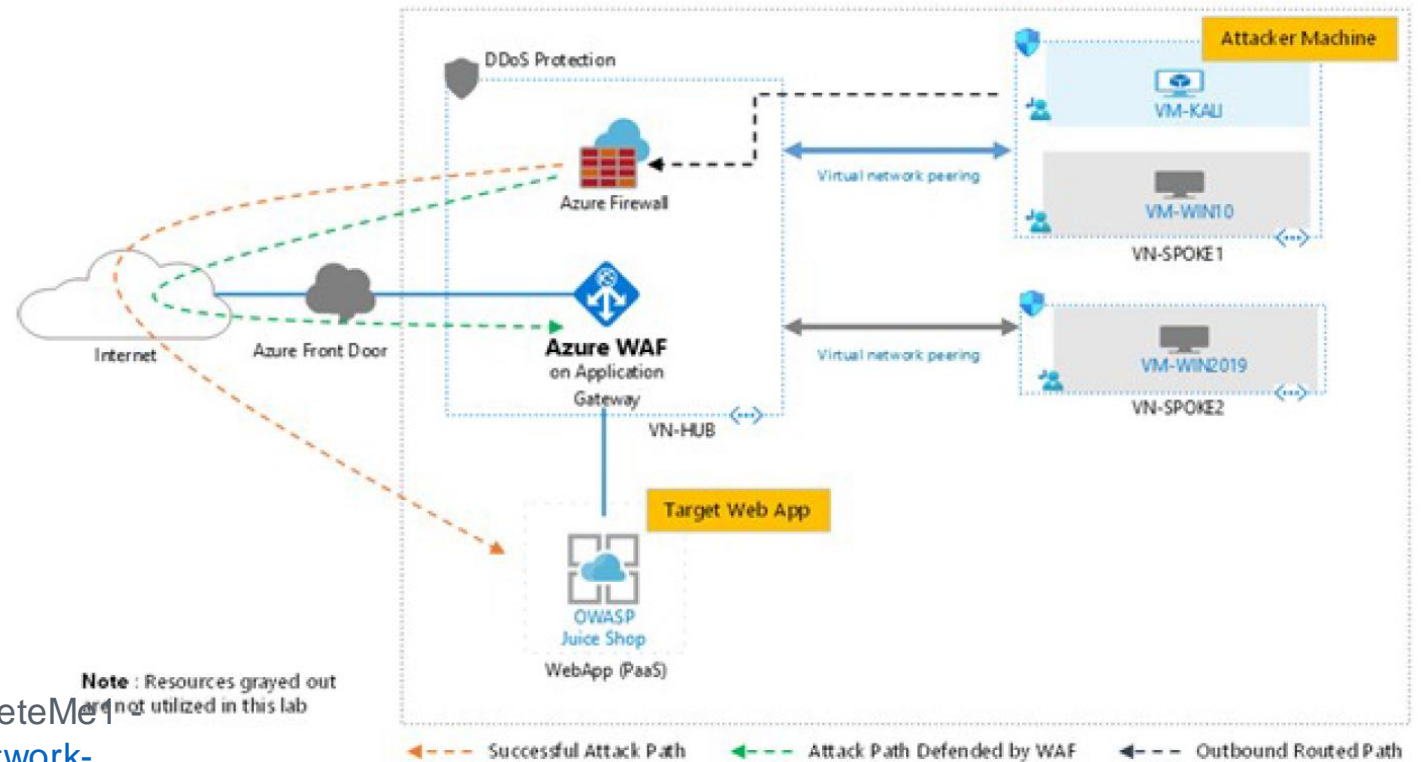 Attacker Machine
DDoS Protection
VM-KALI
Virtual network peering
Azure Firewall
VM-WIN10
VN-SPOKE1
Internet
Azure Front Door
Azure WAF
on Application
Gateway
VN-HUB
Virtual network peering
VM-WIN2019
VN-SPOKE2
Target Web App
OWASP
Juice Shop
WebApp (PaaS)
Note : Resources grayed out
are not utilized in this lab
eteMe1 -
twork-
Successful Attack Path
Attack Path Defended by WAF
Outbound Routed Path